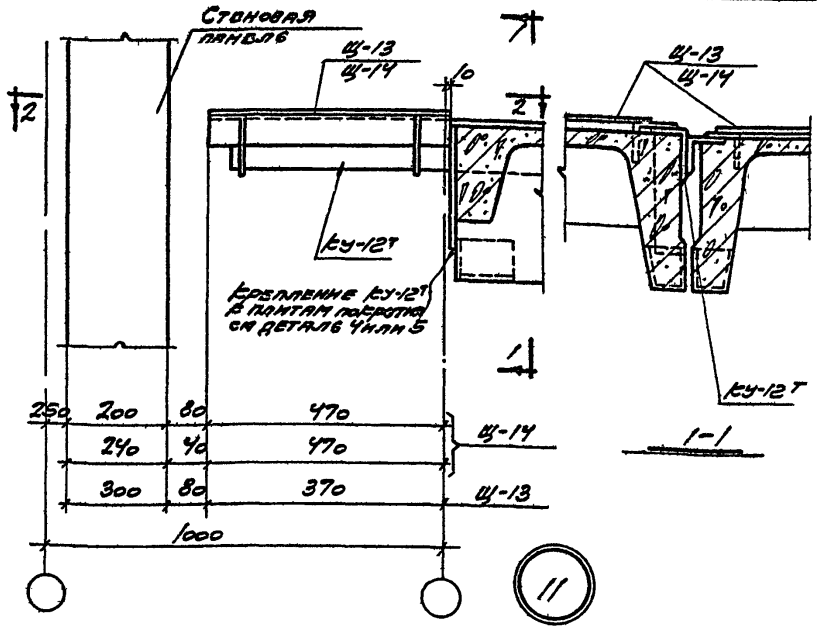 Стеновая
панель
Щ-13
Щ-14
10
Щ-13
Щ-14
2
2
1
КУ-12т
Крепление КУ-12т
к плитам покрытия
см деталь 4 или 5
1
КУ-12т
250 200 80 470
Щ-14
240 40 470
1-1
300 80 370 Щ-13
1000
11